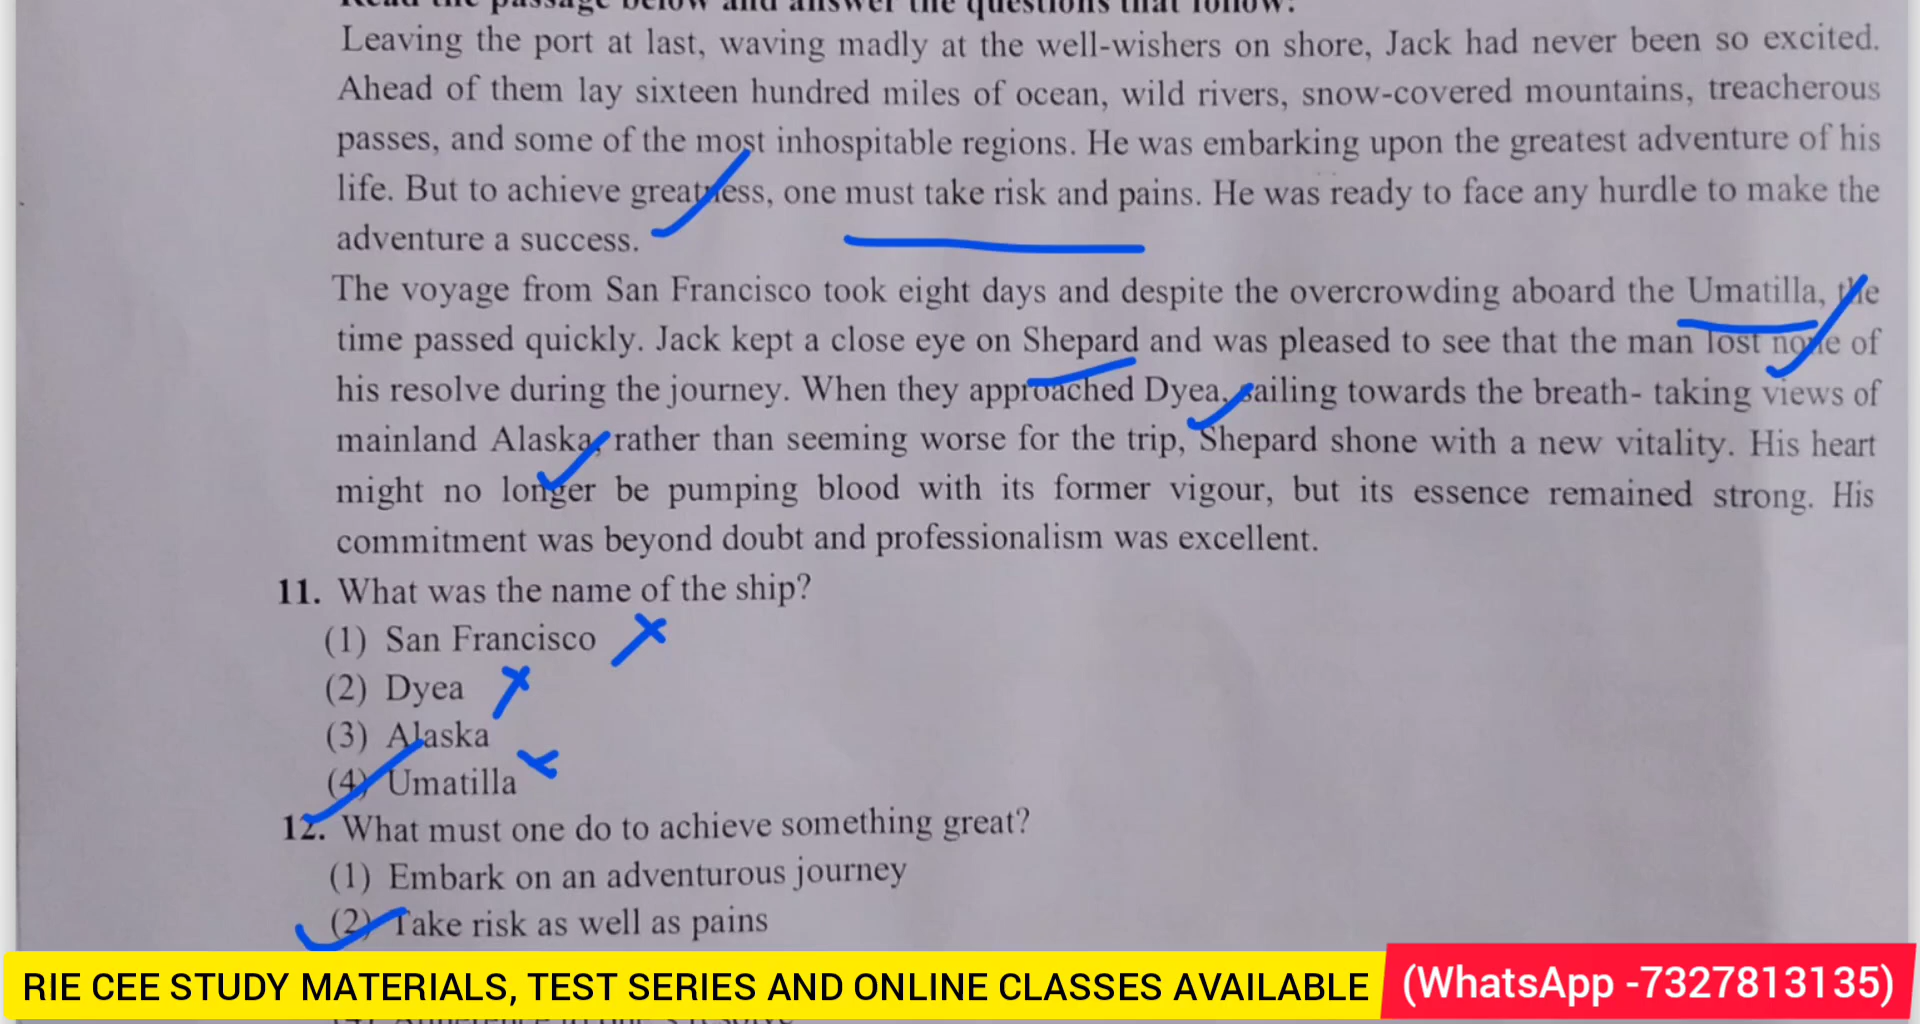 Read the passage below and answer the questions that follow:
Leaving the port at last, waving madly at the well-wishers on shore, Jack had never been so excited.
Ahead of them lay sixteen hundred miles of ocean, wild rivers, snow-covered mountains, treacherous
passes, and some of the most inhospitable regions. He was embarking upon the greatest adventure of his
life. But to achieve greatness, one must take risk and pains. He was ready to face any hurdle to make the
adventure a success.
The voyage from San Francisco took eight days and despite the overcrowding aboard the Umatilla, the
time passed quickly. Jack kept a close eye on Shepard and was pleased to see that the man lost none of
his resolve during the journey. When they approached Dyea, sailing towards the breath- taking views of
mainland Alaska, rather than seeming worse for the trip, Shepard shone with a new vitality. His heart
might no longer be pumping blood with its former vigour, but its essence remained strong. His
commitment was beyond doubt and professionalism was excellent.
11. What was the name of the ship?
(1) San Francisco
(2) Dyea
(3) Alaska
(4) Umatilla
12. What must one do to achieve something great?
(1) Embark on an adventurous journey
(2) Take risk as well as pains
RIE CEE STUDY MATERIALS, TEST SERIES AND ONLINE CLASSES AVAILABLE (WhatsApp -7327813135)